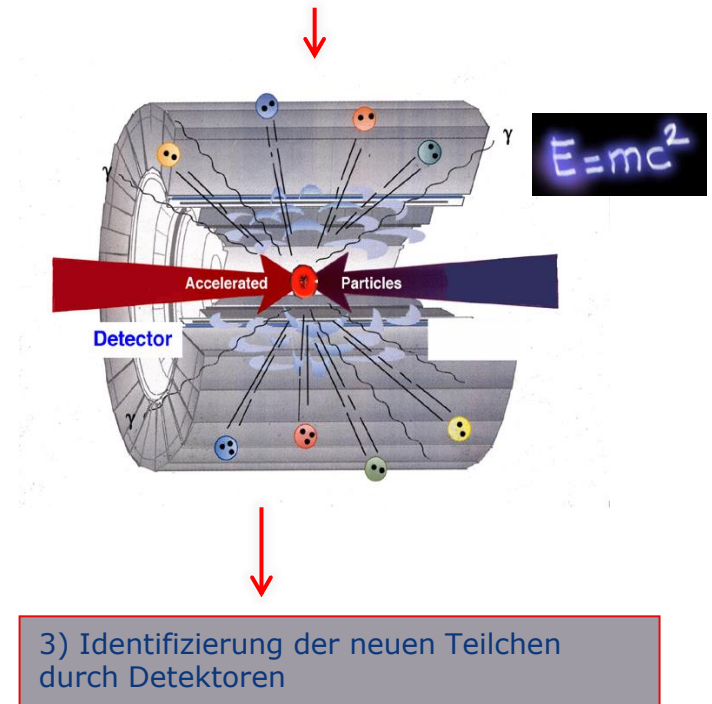 γ
E=mc²
γ
Accelerated Particles
Detector
γ
3) Identifizierung der neuen Teilchen
durch Detektoren